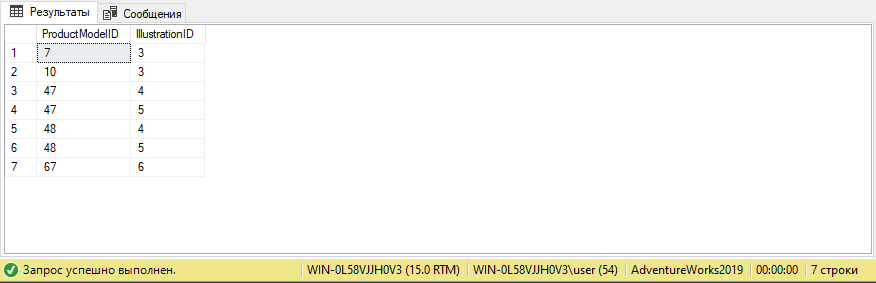 Результаты Сообщения
ProductModelID IllustrationID
1 7 3
2 10 3
3 47 4
4 47 5
5 48 4
6 48 5
7 67 6
Запрос успешно выполнен. WIN-0L58VJJH0V3 (15.0 RTM) WIN-0L58VJJH0V3\user (54) AdventureWorks2019 00:00:00 7 строки